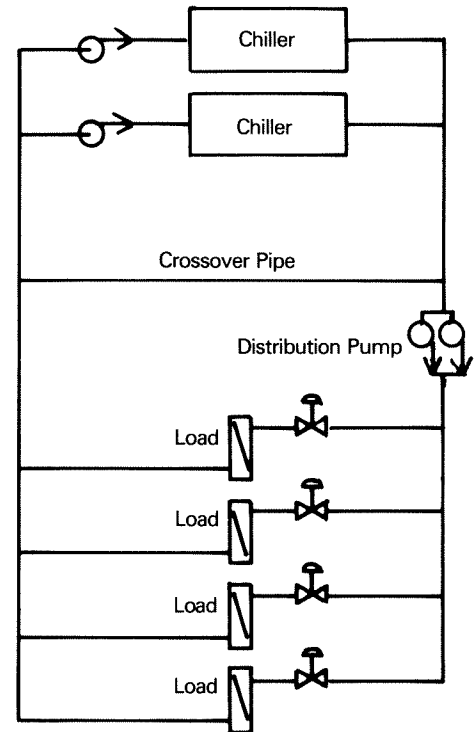 Chiller
Chiller
Crossover Pipe
Distribution Pump
Load
Load
Load
Load